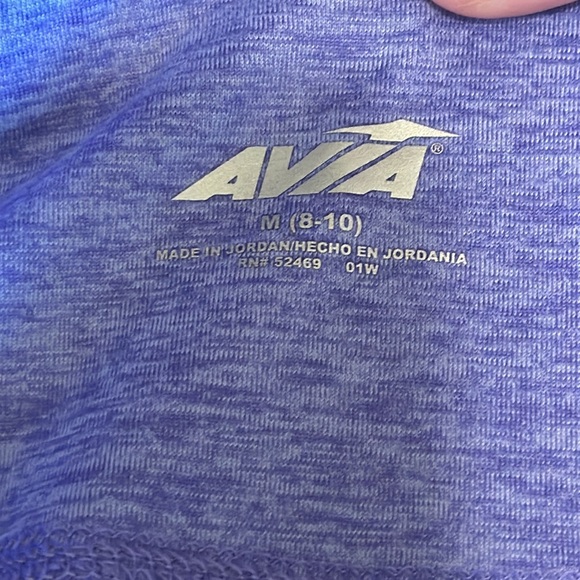 AVIA®
M (8-10)
MADE IN JORDAN/HECHO EN JORDANIA
RN# 52469 01W